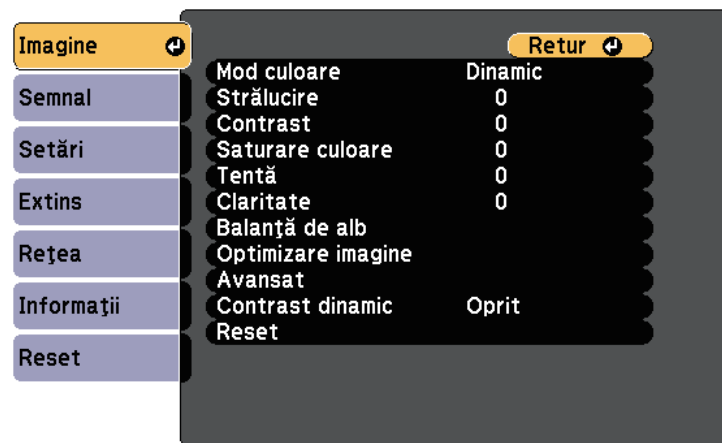 Imagine
Semnal
Setări
Extins
Reţea
Informaţii
Reset
Retur
Mod culoare Dinamic
Strălucire 0
Contrast 0
Saturare culoare 0
Tentă 0
Claritate 0
Balanţă de alb
Optimizare imagine
Avansat
Contrast dinamic Oprit
Reset